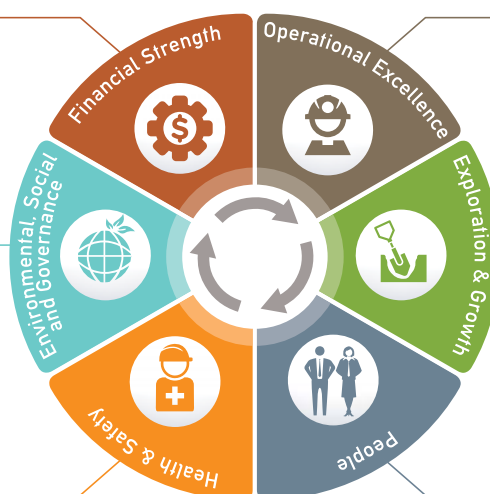 Financial Strength
Operational Excellence
Exploration & Growth
People
Health & Safety
Environmental, Social
and Governance
$